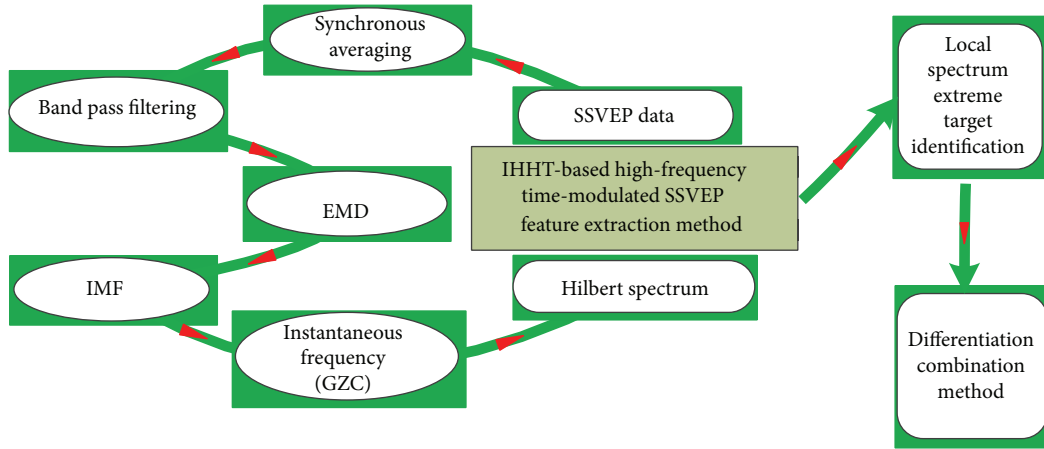 Synchronous
averaging
Band pass filtering
SSVEP data
EMD
IHHT-based high-frequency
time-modulated SSVEP
feature extraction method
IMF
Instantaneous
frequency
(GZC)
Hilbert spectrum
Local
spectrum
extreme
target
identification
Differentiation
combination
method